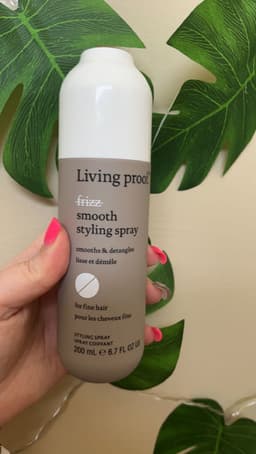 Living proof
frizz
smooth
styling spray
smooths & detangles
lisse et démêle
for fine hair
pour les cheveux fins
STYLING SPRAY
SPRAY COIFFANT
200 mL ℮ 6.7 FL OZ US